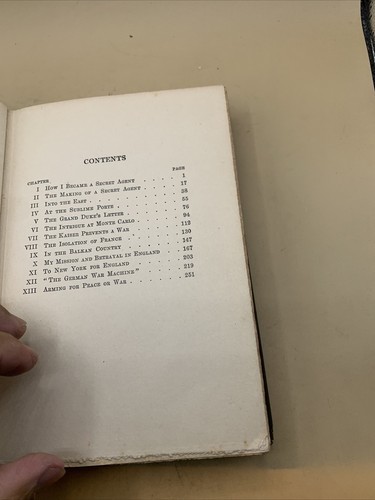 CONTENTS
CHAPTER PAGE
I How I Became a Secret Agent . . . . 1
II The Making of a Secret Agent . . . . 17
III Into the East . . . . . . . 55
IV At the Sublime Porte . . . . . . 76
V The Grand Duke's Letter . . . . . 94
VI The Intrigue at Monte Carlo . . . . 113
VII The Kaiser Prevents a War . . . . 130
VIII The Isolation of France . . . . . 147
IX In the Balkan Country . . . . . 167
X My Mission and Betrayal in England . . . 203
XI To New York for England . . . . . 219
XII "The German War Machine" . . . . .
XIII Arming for Peace or War . . . . . 251